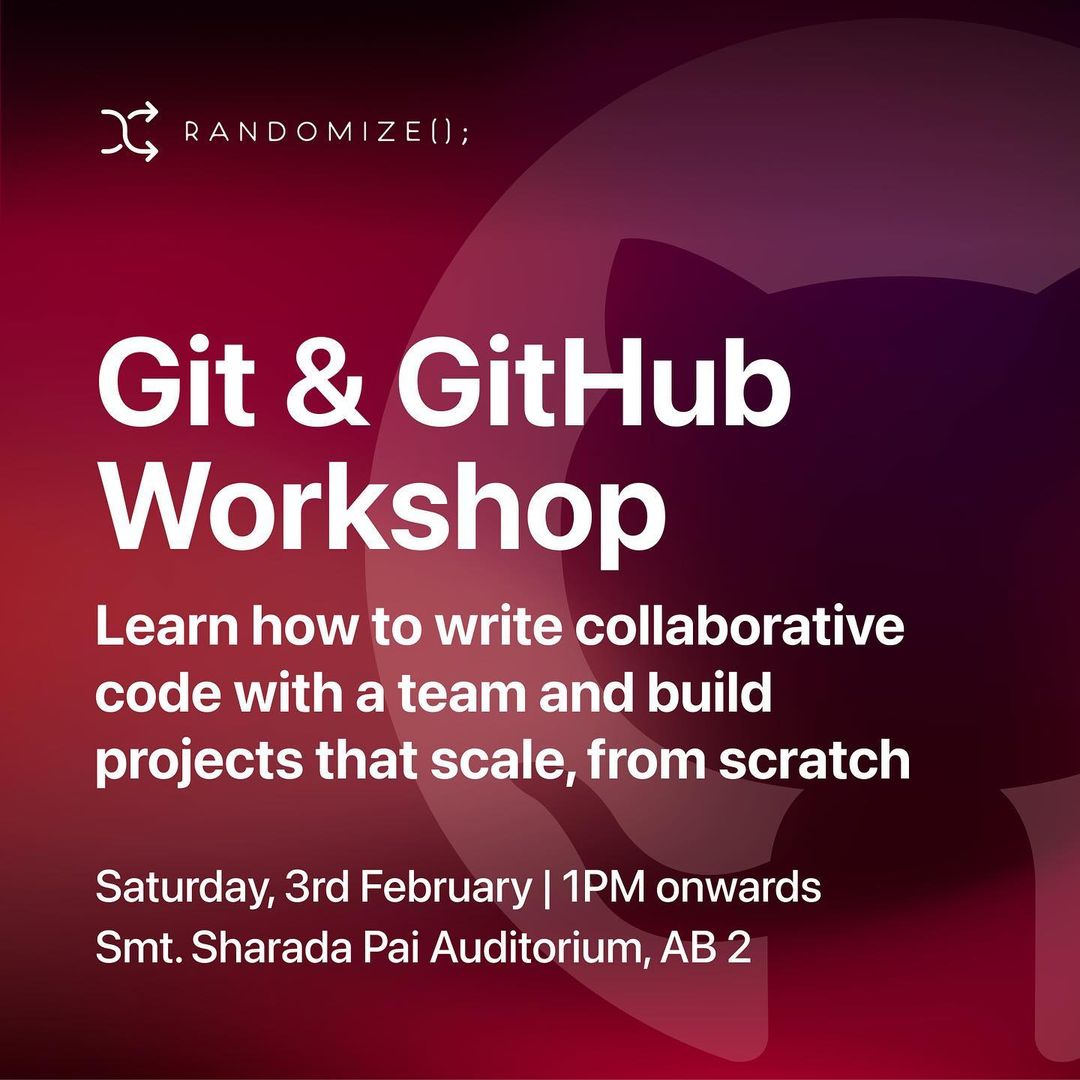 RANDOMIZE();
Git & GitHub
Workshop
Learn how to write collaborative
code with a team and build
projects that scale, from scratch
Saturday, 3rd February | 1PM onwards
Smt. Sharada Pai Auditorium, AB 2